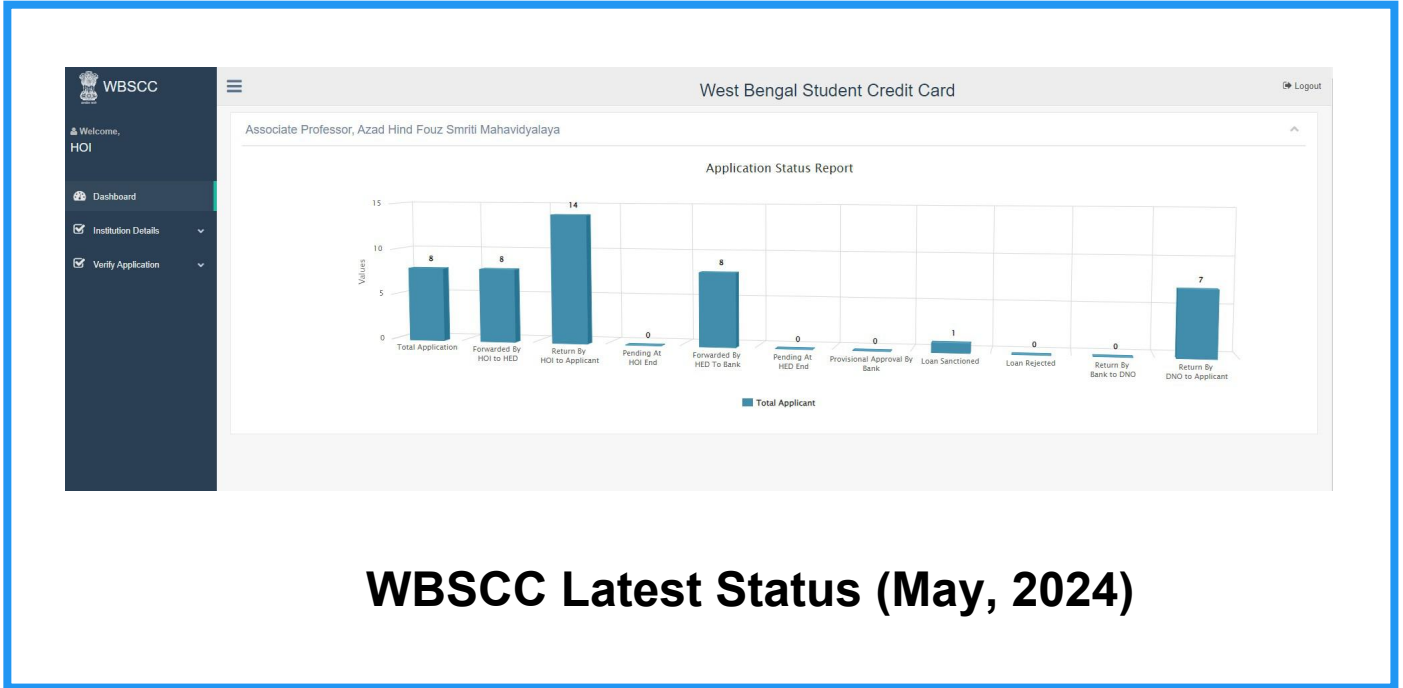 WBSCC
West Bengal Student Credit Card
Logout
Welcome,
HOI
Dashboard
Institution Details
Verify Application
Associate Professor, Azad Hind Fouz Smriti Mahavidyalaya
Application Status Report
Values
15
10
5
0
8
8
14
0
8
0
0
1
0
0
7
Total Application
Forwarded By
HOI to HED
Return By
HOI to Applicant
Pending At
HOI End
Forwarded By
HED To Bank
Pending At
HED End
Provisional Approval By
Bank
Loan Sanctioned
Loan Rejected
Return By
Bank to DNO
Return By
DNO to Applicant
Total Applicant
WBSCC Latest Status (May, 2024)